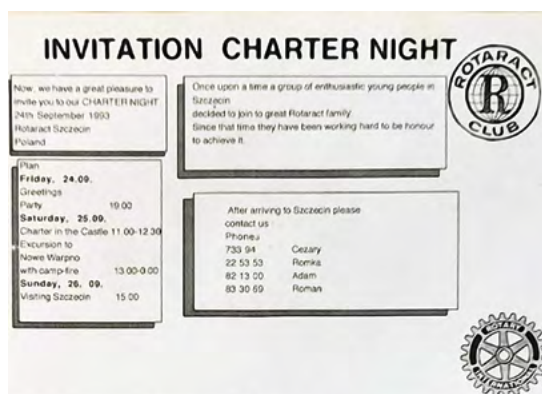 INVITATION CHARTER NIGHT
ROTARACT
R
CLUB
Now, we have a great pleasure to
invite you to our CHARTER NIGHT
24th September 1993
Rotaract Szczecin
Poland
Once upon a time a group of enthusiastic young people in
Szczecin
decided to join to great Rotaract family.
Since that time they have been working hard to be honour
to achieve it.
Plan
Friday, 24.09.
Greetings
Party 19.00
Saturday, 25.09.
Charter in the Castle 11.00-12.30
Excursion to
Nowe Warpno
with camp-fire 13.00-0.00
Sunday, 26. 09.
Visiting Szczecin 15.00
After arriving to Szczecin please
contact us
Phones
733 94 Cezary
22 53 53 Romka
82 13 00 Adam
83 30 69 Roman
ROTARY
INTERNATIONAL